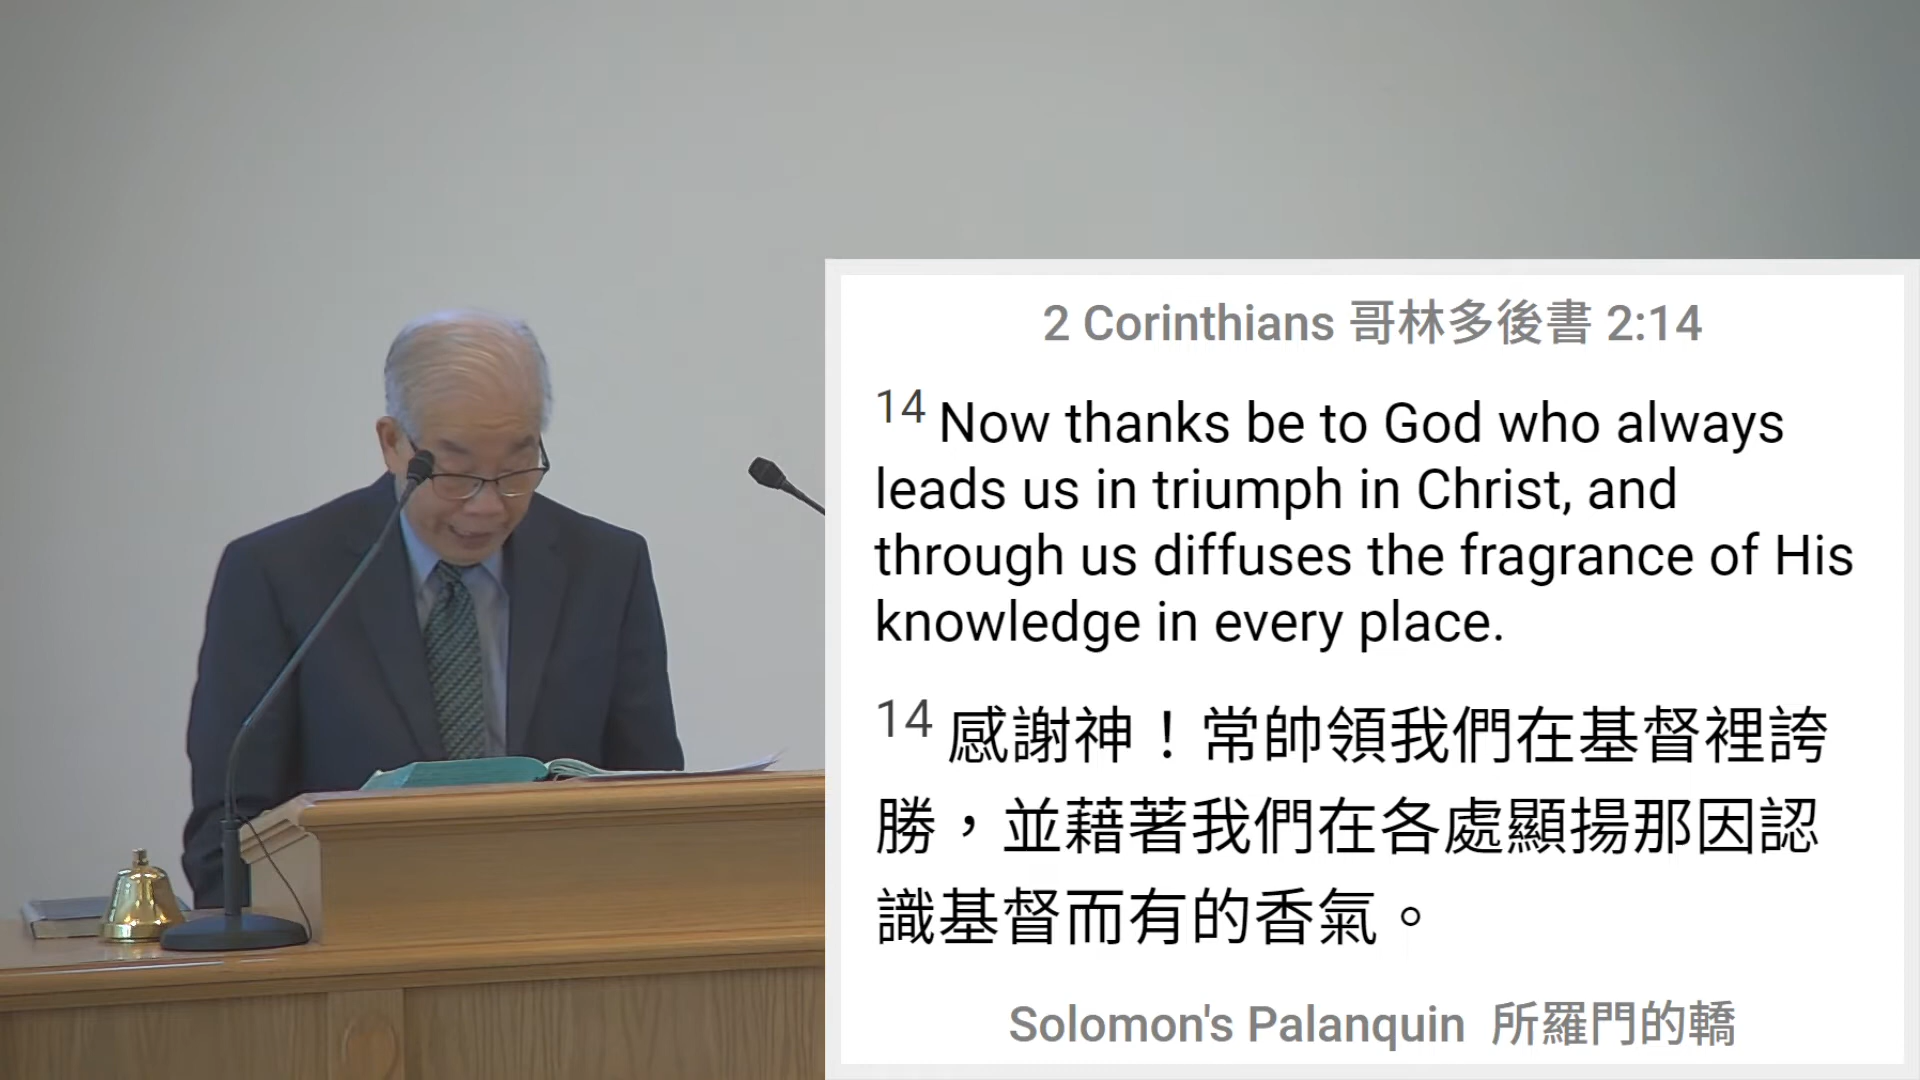 2 Corinthians 哥林多後書 2:14
14 Now thanks be to God who always
leads us in triumph in Christ, and
through us diffuses the fragrance of His
knowledge in every place.
14 感謝神！常帥領我們在基督裡誇
勝，並藉著我們在各處顯揚那因認
識基督而有的香氣。
Solomon's Palanquin 所羅門的轎